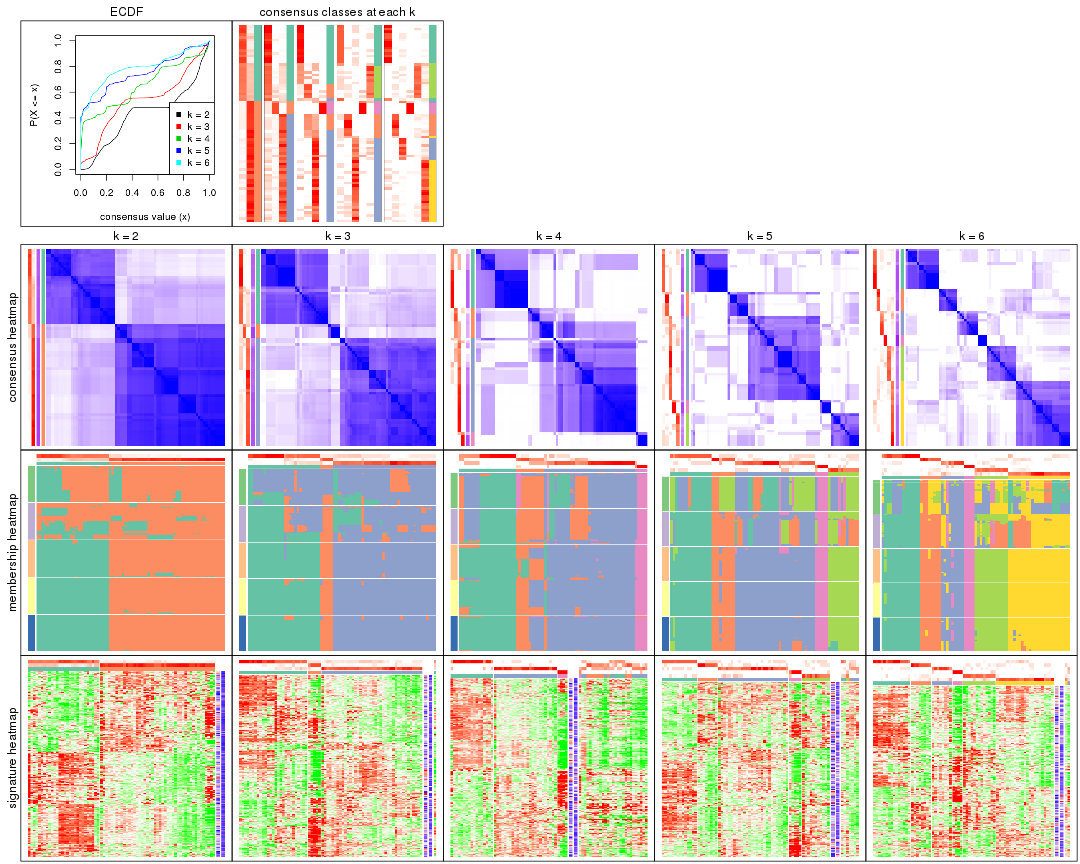 ECDF
consensus classes at each k
P(X <= x)
0.0 0.2 0.4 0.6 0.8 1.0
k = 2
k = 3
k = 4
k = 5
k = 6
0.0 0.2 0.4 0.6 0.8 1.0
consensus value (x)
k = 2
k = 3
k = 4
k = 5
k = 6
consensus heatmap
membership heatmap
signature heatmap